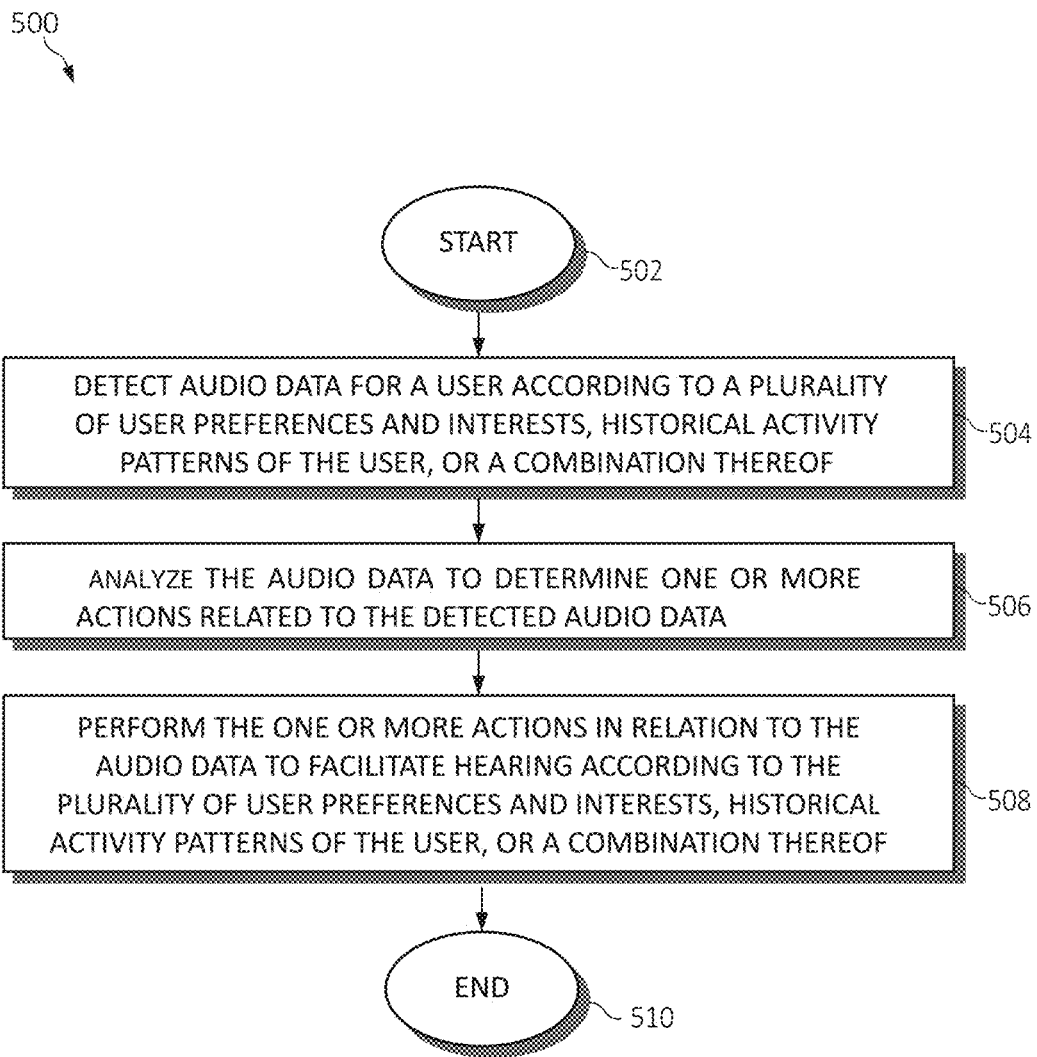 500
START
502
DETECT AUDIO DATA FOR A USER ACCORDING TO A PLURALITY
OF USER PREFERENCES AND INTERESTS, HISTORICAL ACTIVITY
PATTERNS OF THE USER, OR A COMBINATION THEREOF
504
ANALYZE THE AUDIO DATA TO DETERMINE ONE OR MORE
ACTIONS RELATED TO THE DETECTED AUDIO DATA
506
PERFORM THE ONE OR MORE ACTIONS IN RELATION TO THE
AUDIO DATA TO FACILITATE HEARING ACCORDING TO THE
PLURALITY OF USER PREFERENCES AND INTERESTS, HISTORICAL
ACTIVITY PATTERNS OF THE USER, OR A COMBINATION THEREOF
508
END
510